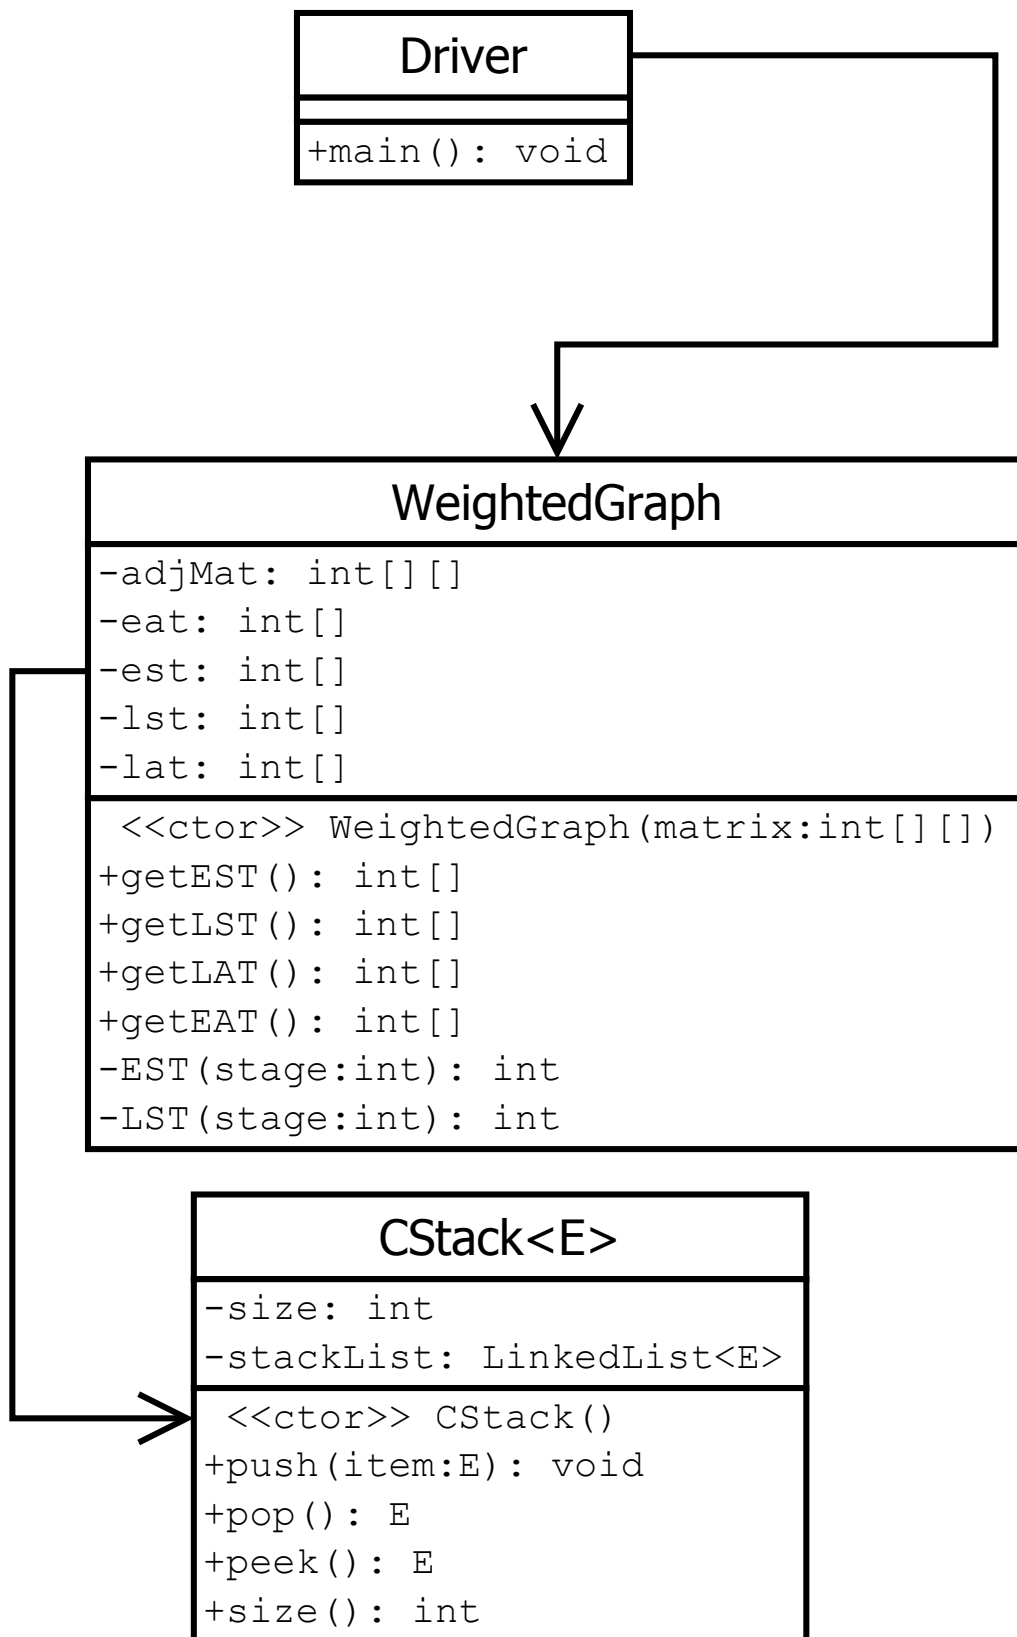 Driver
+main(): void
WeightedGraph
-adjMat: int[][]
-eat: int[]
-est: int[]
-lst: int[]
-lat: int[]
<<ctor>> WeightedGraph(matrix:int[][])
+getEST(): int[]
+getLST(): int[]
+getLAT(): int[]
+getEAT(): int[]
-EST(stage:int): int
-LST(stage:int): int
CStack<E>
-size: int
-stackList: LinkedList<E>
<<ctor>> CStack()
+push(item:E): void
+pop(): E
+peek(): E
+size(): int